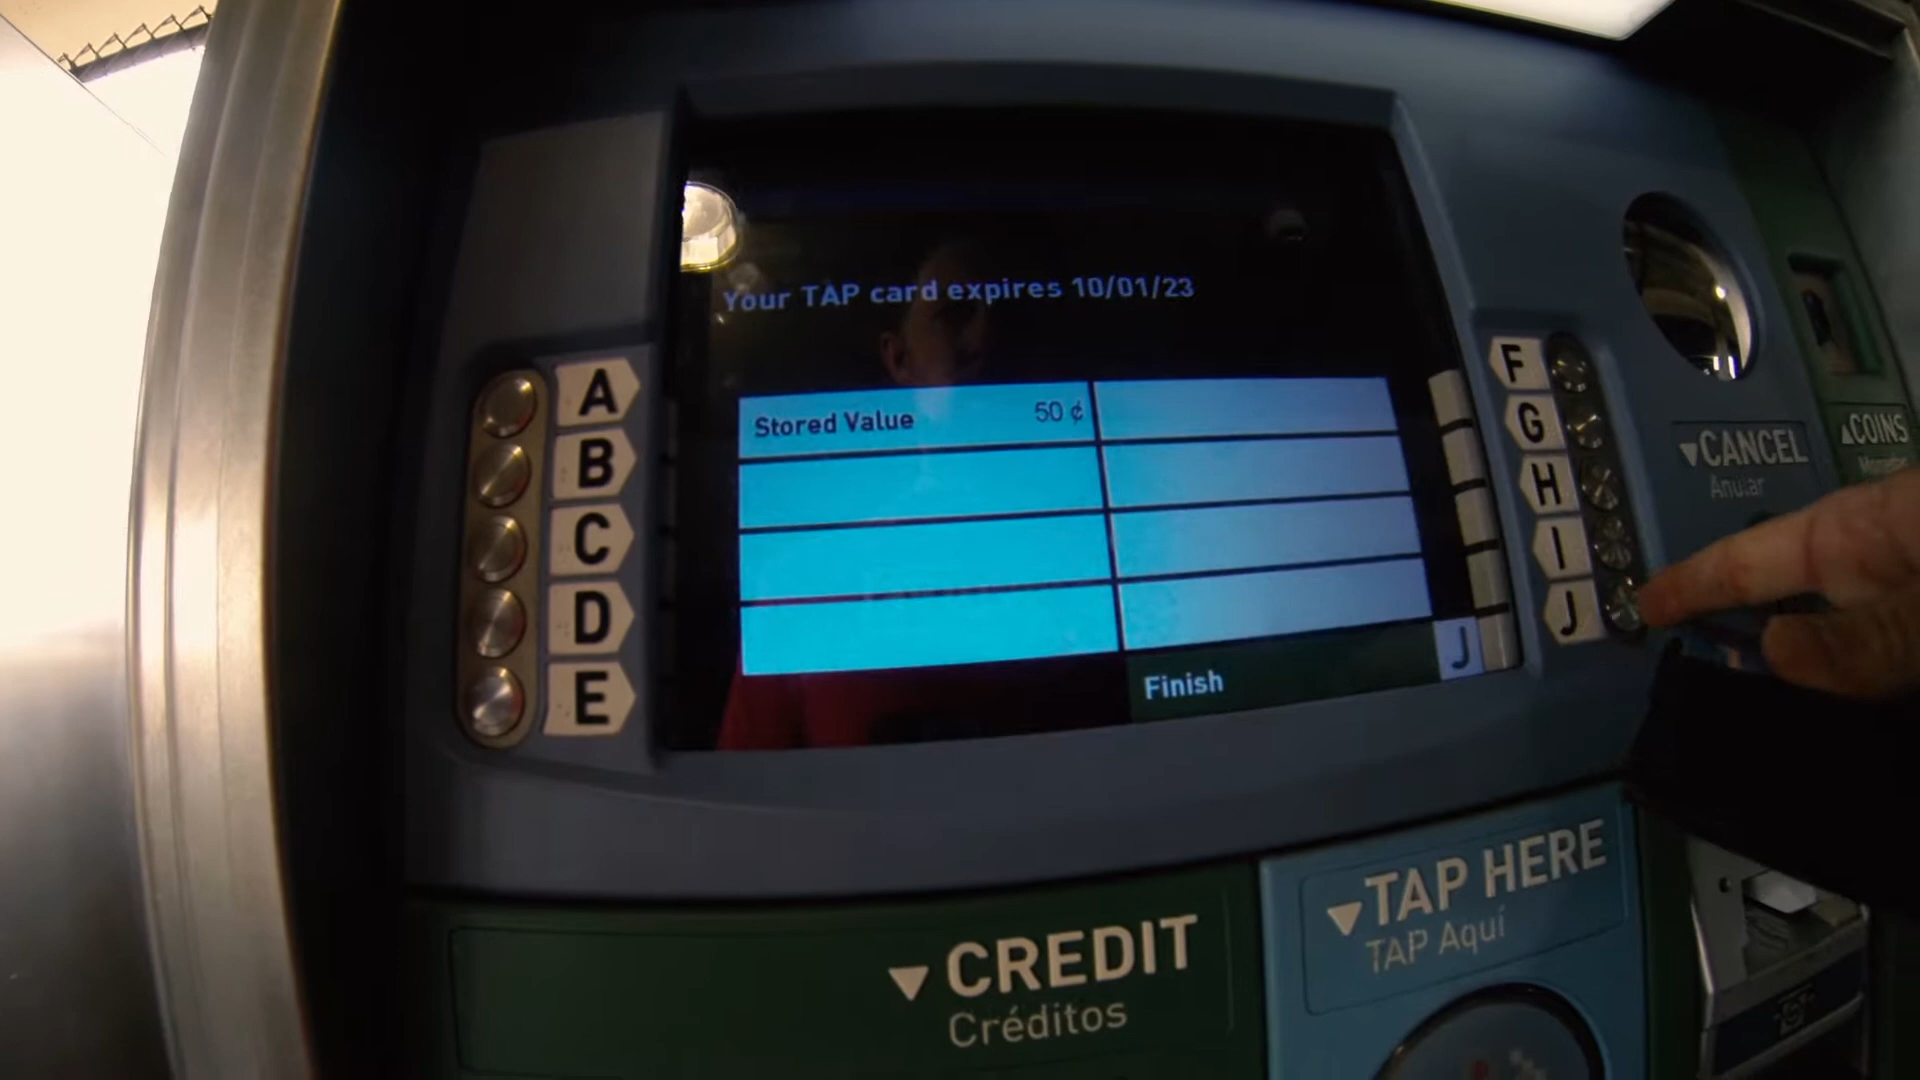 Your TAP card expires 10/01/23
Stored Value 50 ¢
Finish J
A
B
C
D
E
F
G
H
I
J
▼CANCEL
Anular
▲COINS
▼CREDIT
Créditos
▼TAP HERE
TAP Aquí